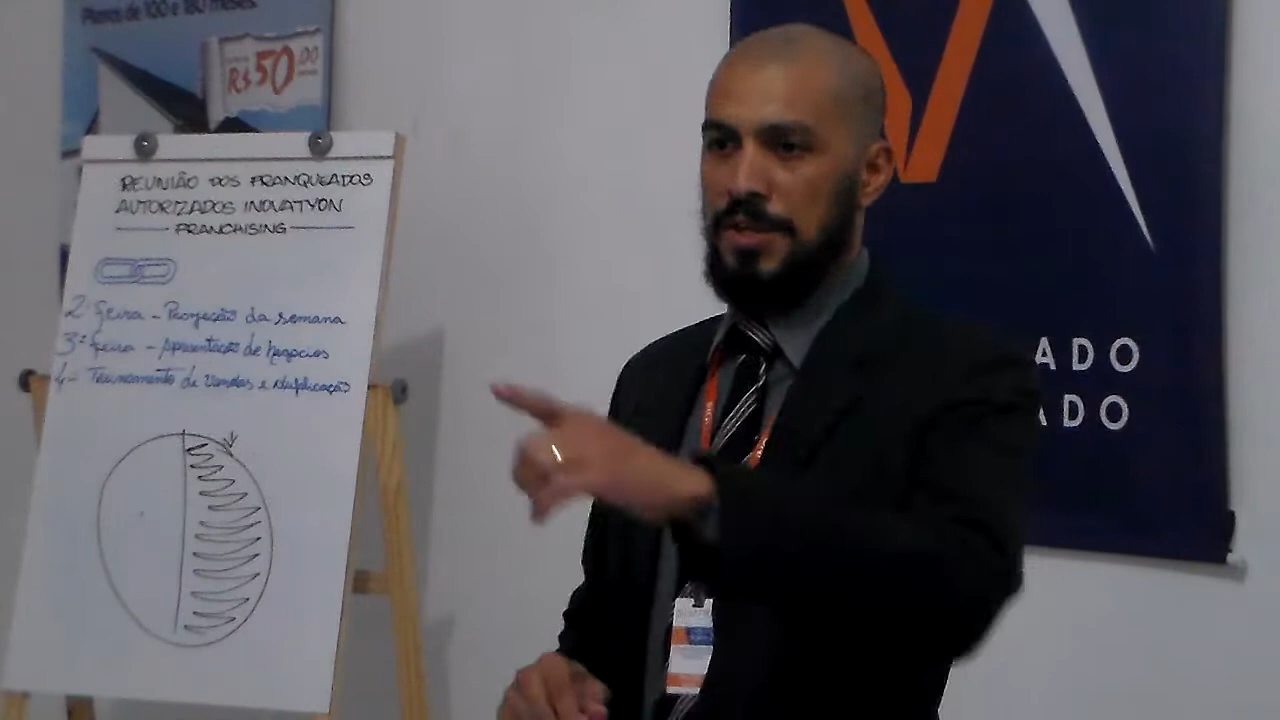 Planos de 100 e 180 meses
R$50,00
REUNIÃO DOS FRANQUEADOS
AUTORIZADOS INOVATYON
FRANCHISING
2ª feira - Projeção da semana
3ª feira - Apresentação de Negócios
4 - Treinamento de Vendas e duplicação
ADO
ADO